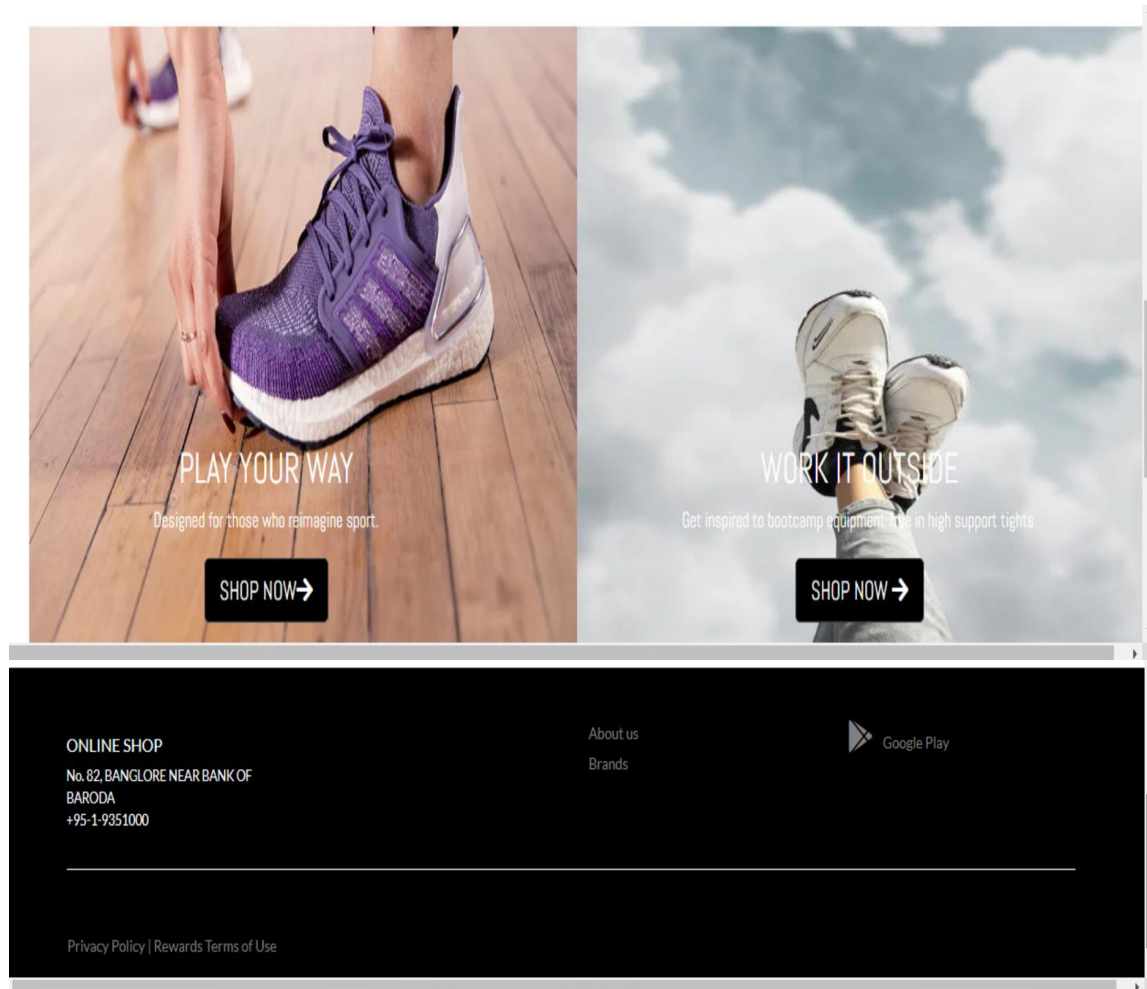 PLAY YOUR WAY
Designed for those who reimagine sport.
SHOP NOW
WORK IT OUTSIDE
Get inspired to bootcamp equipment-free in high support tights.
SHOP NOW
ONLINE SHOP
No. 82, BANGLORE NEAR BANK OF
BARODA
+95-1-9351000
About us
Brands
Google Play
Privacy Policy | Rewards Terms of Use